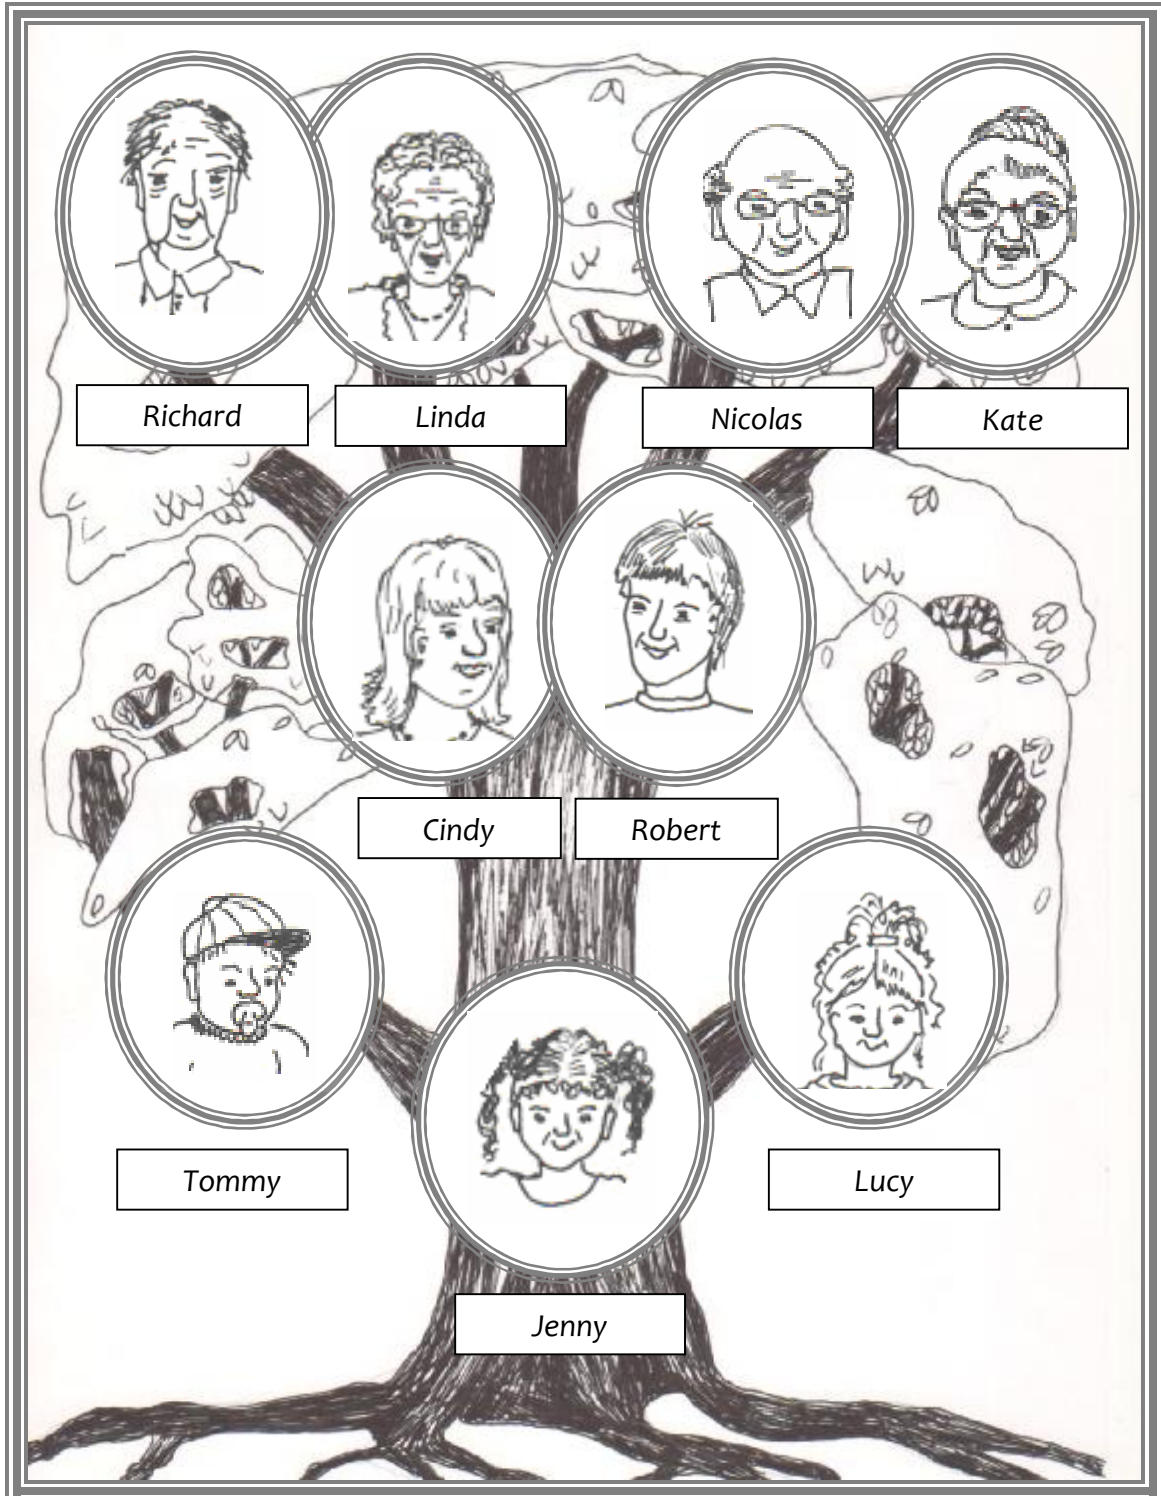 Richard
Linda
Nicolas
Kate
Cindy
Robert
Tommy
Lucy
Jenny